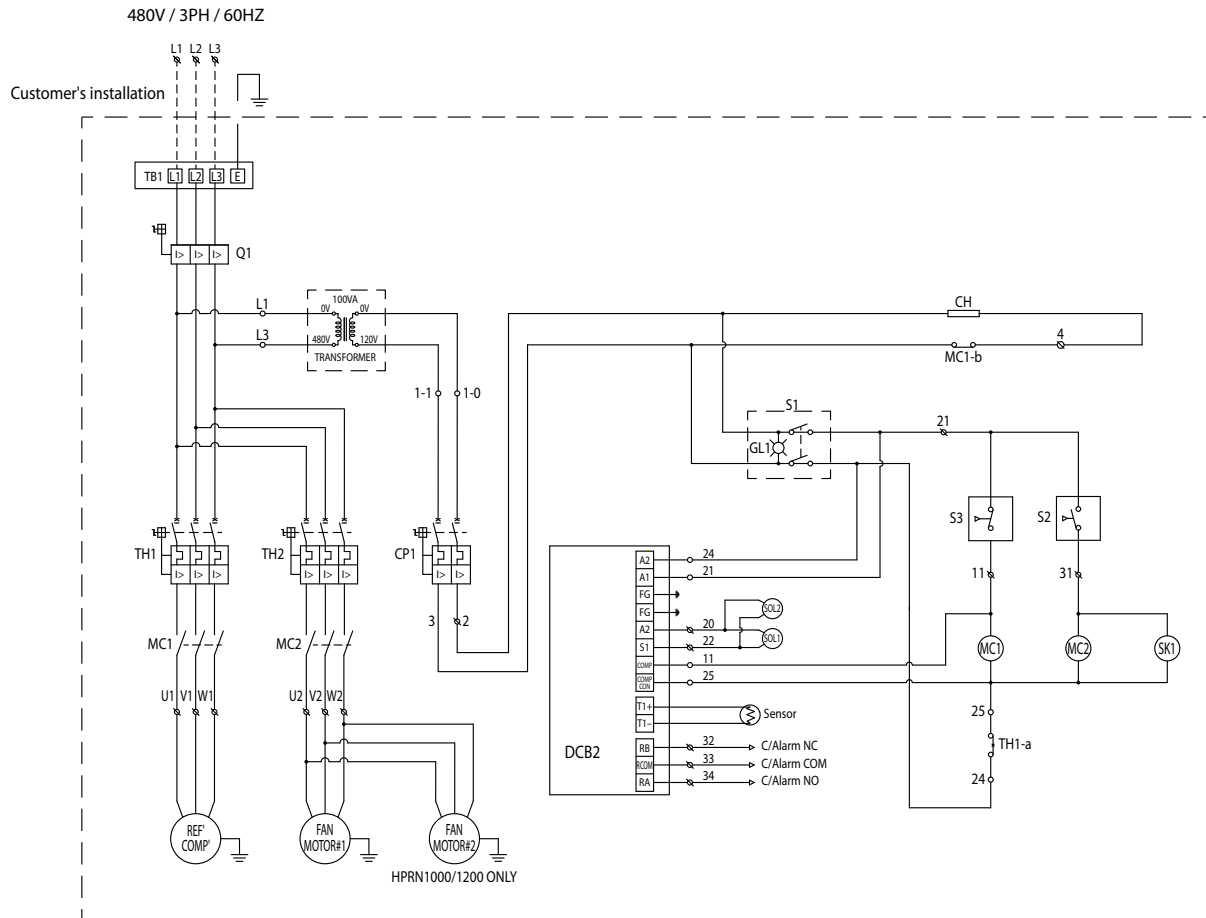 480V / 3PH / 60HZ
L1 L2 L3
Customer's installation
TB1 L1 L2 L3 E
I> I> I> Q1
L1
100VA
0V 0V
L3
480V 120V
TRANSFORMER
CH
4
MC1-b
1-1 1-0
S1
GL1
21
S3
S2
TH1
I> I> I>
TH2
I> I> I>
CP1
I> I>
11
31
3 2
MC1
MC2
U1 V1 W1
U2 V2 W2
REF'
COMP'
FAN
MOTOR#1
FAN
MOTOR#2
HPRN1000/1200 ONLY
DCB2
A2 24
A1 21
FG
FG
A2 20
S1 22
SOL2
SOL1
COMP 11
COMP
CON 25
T1+
T1–
Sensor
RB 32 C/Alarm NC
RCOM 33 C/Alarm COM
RA 34 C/Alarm NO
MC1
MC2
SK1
25
TH1-a
24